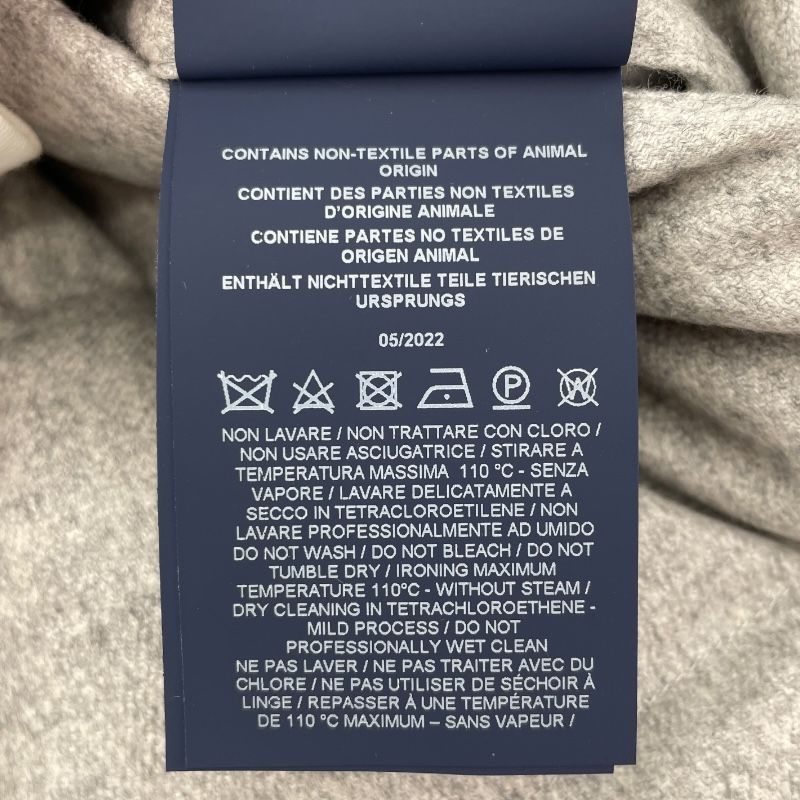 CONTAINS NON-TEXTILE PARTS OF ANIMAL
ORIGIN
CONTIENT DES PARTIES NON TEXTILES
D'ORIGINE ANIMALE
CONTIENE PARTES NO TEXTILES DE
ORIGEN ANIMAL
ENTHÄLT NICHTTEXTILE TEILE TIERISCHEN
URSPRUNGS
05/2022
P W
NON LAVARE / NON TRATTARE CON CLORO /
NON USARE ASCIUGATRICE / STIRARE A
TEMPERATURA MASSIMA 110 °C - SENZA
VAPORE / LAVARE DELICATAMENTE A
SECCO IN TETRACLOROETILENE / NON
LAVARE PROFESSIONALMENTE AD UMIDO
DO NOT WASH / DO NOT BLEACH / DO NOT
TUMBLE DRY / IRONING MAXIMUM
TEMPERATURE 110°C - WITHOUT STEAM /
DRY CLEANING IN TETRACHLOROETHENE -
MILD PROCESS / DO NOT
PROFESSIONALLY WET CLEAN
NE PAS LAVER / NE PAS TRAITER AVEC DU
CHLORE / NE PAS UTILISER DE SÉCHOIR À
LINGE / REPASSER À UNE TEMPÉRATURE
DE 110 °C MAXIMUM – SANS VAPEUR /